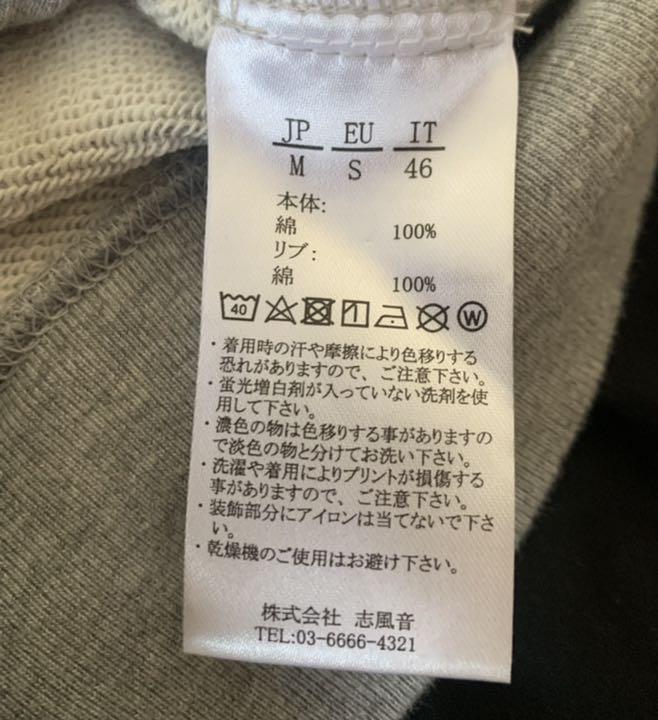 JP EU IT
M S 46
本体:
綿 100%
リブ:
綿 100%
40 W
・着用時の汗や摩擦により色移りする
恐れがありますので、ご注意下さい。
・蛍光増白剤が入っていない洗剤を使
用して下さい。
・濃色の物は色移りする事がありますの
で淡色の物と分けてお洗い下さい。
・洗濯や着用によりプリントが損傷する
事がありますので、ご注意下さい。
・装飾部分にアイロンは当てないで下さ
い。
・乾燥機のご使用はお避け下さい。
株式会社 志風音
TEL:03-6666-4321